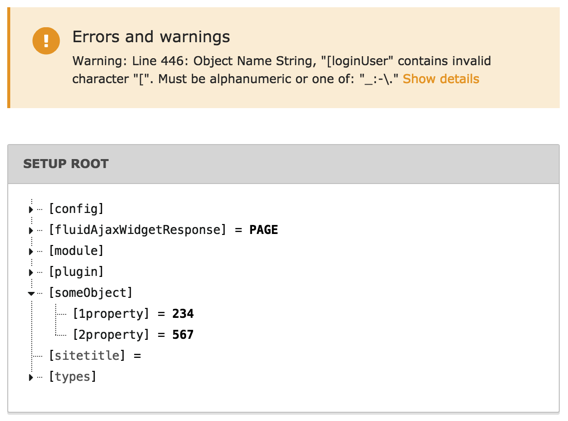 Errors and warnings
Warning: Line 446: Object Name String, "[loginUser" contains invalid
character "[". Must be alphanumeric or one of: "_:-\." Show details
SETUP ROOT
[config]
[fluidAjaxWidgetResponse] = PAGE
[module]
[plugin]
[someObject]
[1property] = 234
[2property] = 567
[sitetitle] =
[types]